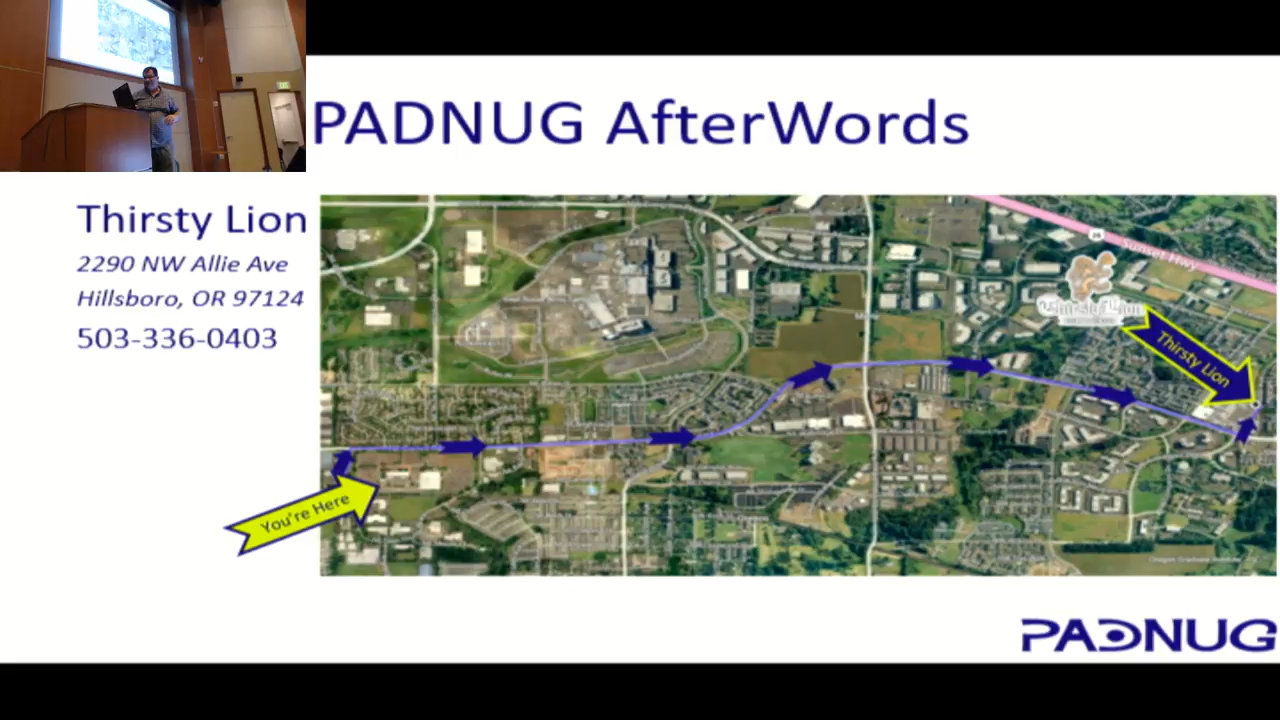 PADNUG AfterWords
Thirsty Lion
2290 NW Allie Ave
Hillsboro, OR 97124
503-336-0403
Sunset Hwy
26
Thirsty Lion
You're Here
PADNUG